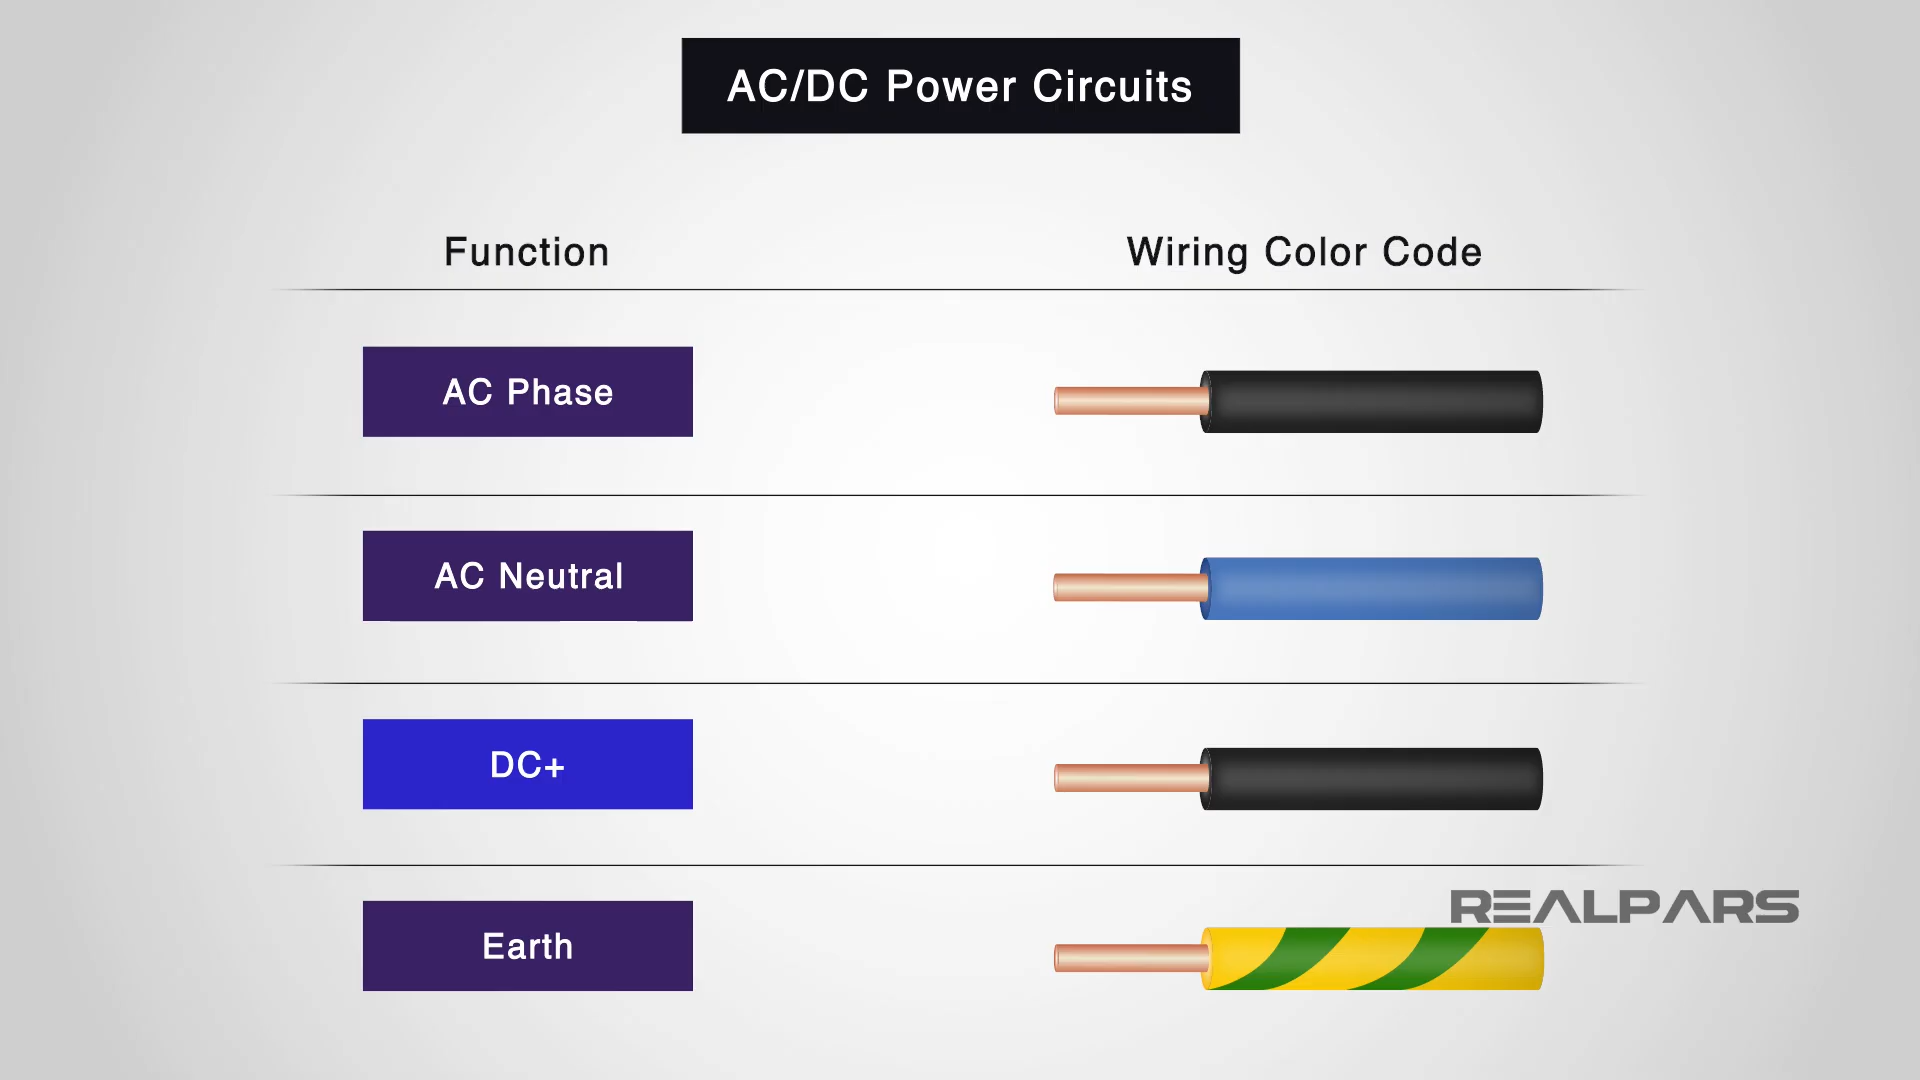 AC/DC Power Circuits
Function
Wiring Color Code
AC Phase
AC Neutral
DC+
Earth
REALPARS